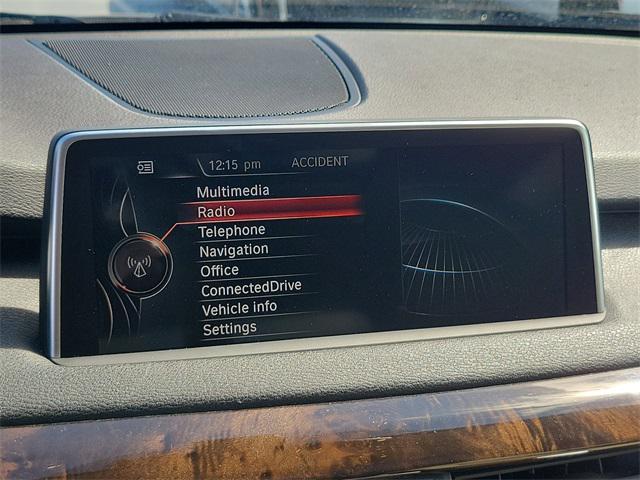 12:15 pm ACCIDENT
Multimedia
Radio
Telephone
Navigation
Office
ConnectedDrive
Vehicle info
Settings